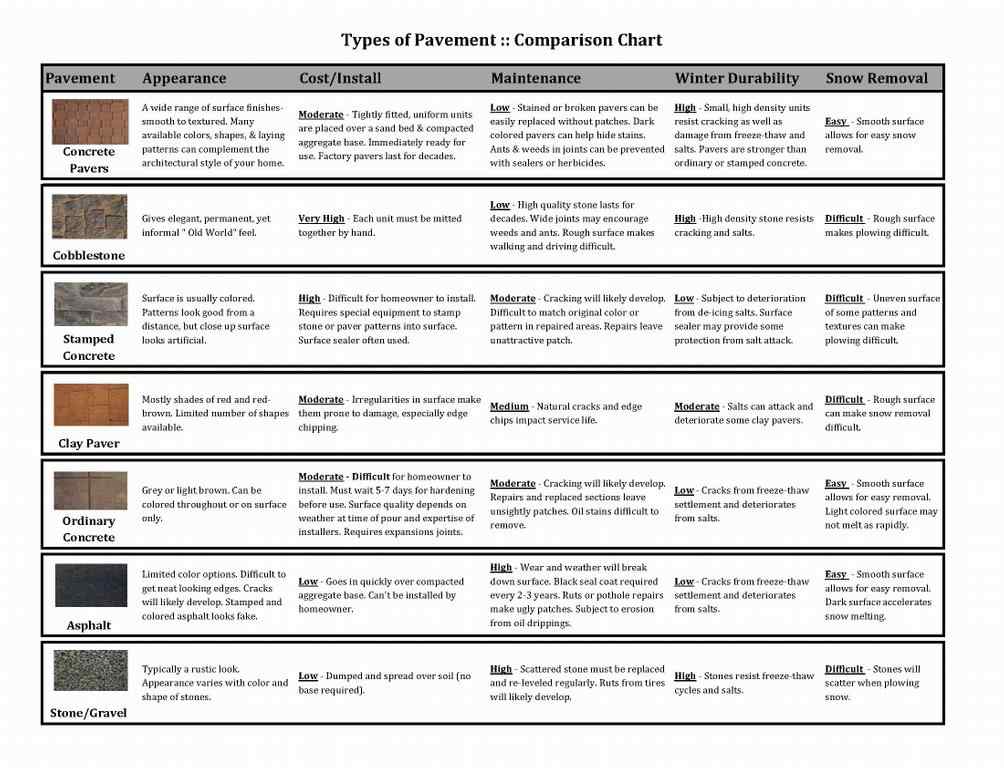 Types of Pavement :: Comparison Chart
Pavement Appearance Cost/Install Maintenance Winter Durability Snow Removal
Concrete
Pavers
A wide range of surface finishes-
smooth to textured. Many
available colors, shapes, & laying
patterns can complement the
architectural style of your home.
Moderate - Tightly fitted, uniform units
are placed over a sand bed & compacted
aggregate base. Immediately ready for
use. Factory pavers last for decades.
Low - Stained or broken pavers can be
easily replaced without patches. Dark
colored pavers can help hide stains.
Ants & weeds in joints can be prevented
with sealers or herbicides.
High - Small, high density units
resist cracking as well as
damage from freeze-thaw and
salts. Pavers are stronger than
ordinary or stamped concrete.
Easy - Smooth surface
allows for easy snow
removal.
Cobblestone
Gives elegant, permanent, yet
informal " Old World" feel.
Very High - Each unit must be mitted
together by hand.
Low - High quality stone lasts for
decades. Wide joints may encourage
weeds and ants. Rough surface makes
walking and driving difficult.
High -High density stone resists
cracking and salts.
Difficult - Rough surface
makes plowing difficult.
Stamped
Concrete
Surface is usually colored.
Patterns look good from a
distance, but close up surface
looks artificial.
High - Difficult for homeowner to install.
Requires special equipment to stamp
stone or paver patterns into surface.
Surface sealer often used.
Moderate - Cracking will likely develop.
Difficult to match original color or
pattern in repaired areas. Repairs leave
unattractive patch.
Low - Subject to deterioration
from de-icing salts. Surface
sealer may provide some
protection from salt attack.
Difficult - Uneven surface
of some patterns and
textures can make
plowing difficult.
Clay Paver
Mostly shades of red and red-
brown. Limited number of shapes
available.
Moderate - Irregularities in surface make
them prone to damage, especially edge
chipping.
Medium - Natural cracks and edge
chips impact service life.
Moderate - Salts can attack and
deteriorate some clay pavers.
Difficult - Rough surface
can make snow removal
difficult.
Ordinary
Concrete
Grey or light brown. Can be
colored throughout or on surface
only.
Moderate - Difficult for homeowner to
install. Must wait 5-7 days for hardening
before use. Surface quality depends on
weather at time of pour and expertise of
installers. Requires expansions joints.
Moderate - Cracking will likely develop.
Repairs and replaced sections leave
unsightly patches. Oil stains difficult to
remove.
Low - Cracks from freeze-thaw
settlement and deteriorates
from salts.
Easy - Smooth surface
allows for easy removal.
Light colored surface may
not melt as rapidly.
Asphalt
Limited color options. Difficult to
get neat looking edges. Cracks
will likely develop. Stamped and
colored asphalt looks fake.
Low - Goes in quickly over compacted
aggregate base. Can't be installed by
homeowner.
High - Wear and weather will break
down surface. Black seal coat required
every 2-3 years. Ruts or pothole repairs
make ugly patches. Subject to erosion
from oil drippings.
Low - Cracks from freeze-thaw
settlement and deteriorates
from salts.
Easy - Smooth surface
allows for easy removal.
Dark surface accelerates
snow melting.
Stone/Gravel
Typically a rustic look.
Appearance varies with color and
shape of stones.
Low - Dumped and spread over soil (no
base required).
High - Scattered stone must be replaced
and re-leveled regularly. Ruts from tires
will likely develop.
High - Stones resist freeze-thaw
cycles and salts.
Difficult - Stones will
scatter when plowing
snow.